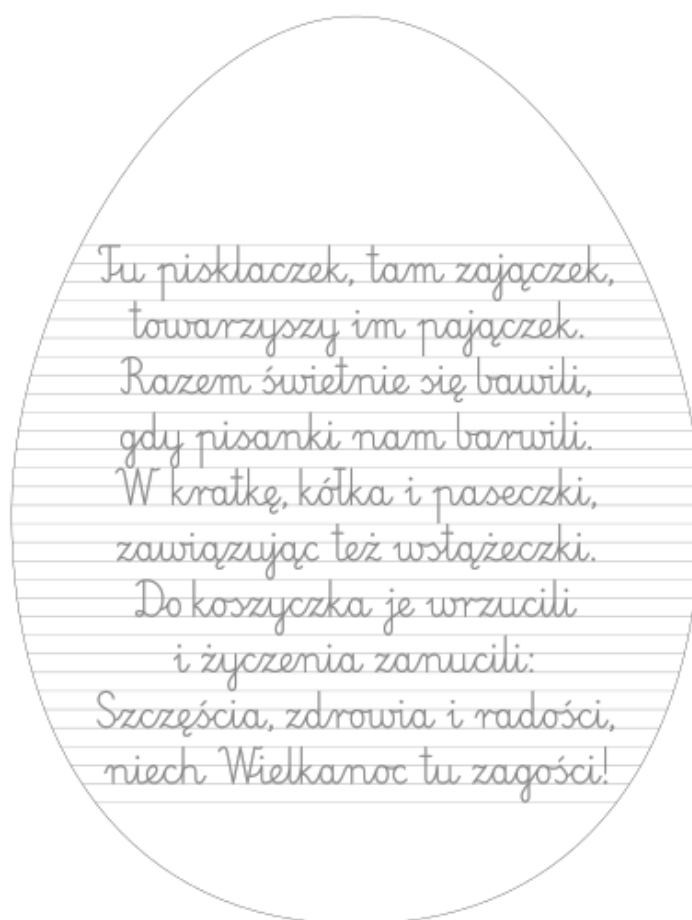 Tu pisklaczek, tam zajączek,
towarzyszy im pajączek.
Razem świetnie się bawili,
gdy pisanki nam barwili.
W kratkę, kółka i paseczki,
zawiązując też wstążeczki.
Do koszyczka je wrzucili
i życzenia zanucili:
Szczęścia, zdrowia i radości,
niech Wielkanoc tu zagości!